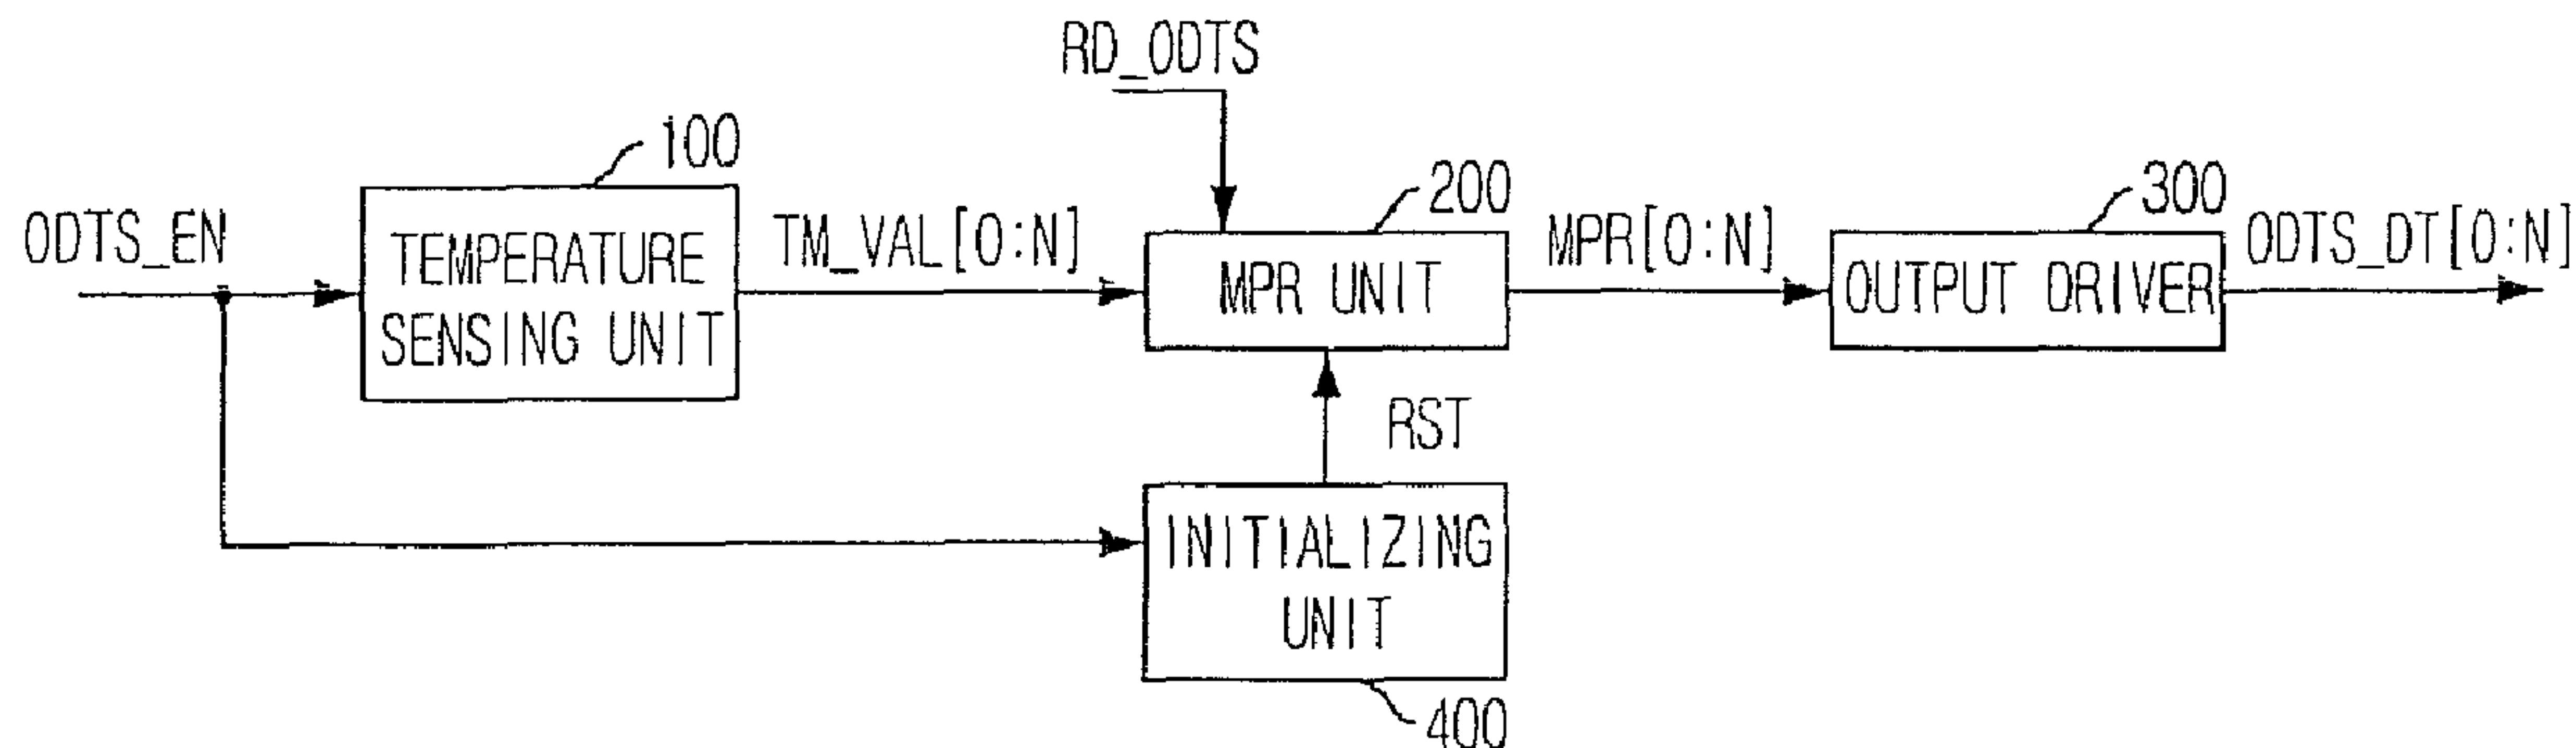 RD_ODTS
100
200
300
ODTS_EN
TEMPERATURE
SENSING UNIT
TM_VAL[0:N]
MPR UNIT
MPR[0:N]
OUTPUT DRIVER
ODTS_DT[0:N]
RST
INITIALIZING
UNIT
400